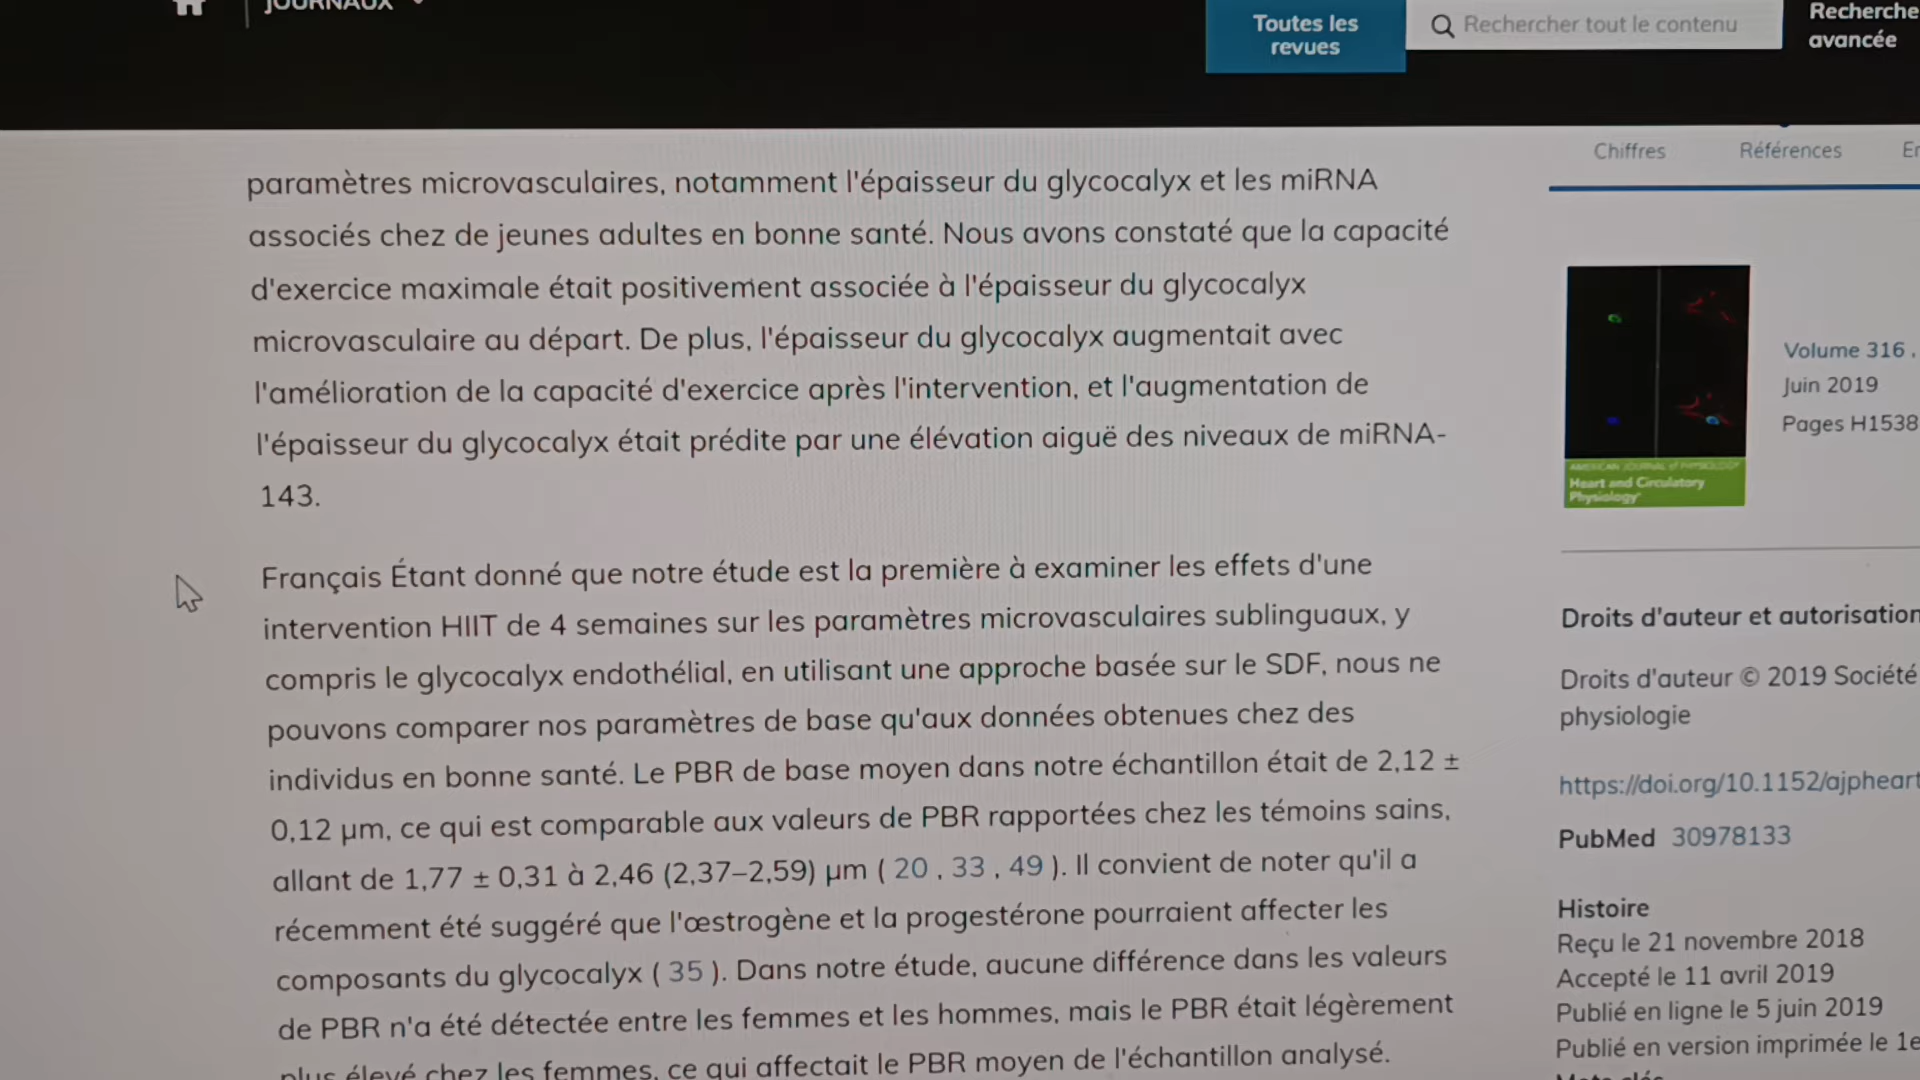 JOURNAUX
Toutes les
revues
Rechercher tout le contenu
Recherche
avancée
paramètres microvasculaires, notamment l'épaisseur du glycocalyx et les miRNA
associés chez de jeunes adultes en bonne santé. Nous avons constaté que la capacité
d'exercice maximale était positivement associée à l'épaisseur du glycocalyx
microvasculaire au départ. De plus, l'épaisseur du glycocalyx augmentait avec
l'amélioration de la capacité d'exercice après l'intervention, et l'augmentation de
l'épaisseur du glycocalyx était prédite par une élévation aiguë des niveaux de miRNA-
143.
Français Étant donné que notre étude est la première à examiner les effets d'une
intervention HIIT de 4 semaines sur les paramètres microvasculaires sublinguaux, y
compris le glycocalyx endothélial, en utilisant une approche basée sur le SDF, nous ne
pouvons comparer nos paramètres de base qu'aux données obtenues chez des
individus en bonne santé. Le PBR de base moyen dans notre échantillon était de 2,12 ±
0,12 µm, ce qui est comparable aux valeurs de PBR rapportées chez les témoins sains,
allant de 1,77 ± 0,31 à 2,46 (2,37–2,59) µm ( 20 , 33 , 49 ). Il convient de noter qu'il a
récemment été suggéré que l'œstrogène et la progestérone pourraient affecter les
composants du glycocalyx ( 35 ). Dans notre étude, aucune différence dans les valeurs
de PBR n'a été détectée entre les femmes et les hommes, mais le PBR était légèrement
plus élevé chez les femmes, ce qui affectait le PBR moyen de l'échantillon analysé.
Chiffres
Références
AMERICAN JOURNAL of PHYSIOLOGY
Heart and Circulatory
Physiology
Volume 316 ,
Juin 2019
Pages H1538
Droits d'auteur et autorisation
Droits d'auteur © 2019 Société
physiologie
https://doi.org/10.1152/ajpheart
PubMed 30978133
Histoire
Reçu le 21 novembre 2018
Accepté le 11 avril 2019
Publié en ligne le 5 juin 2019
Publié en version imprimée le 1e